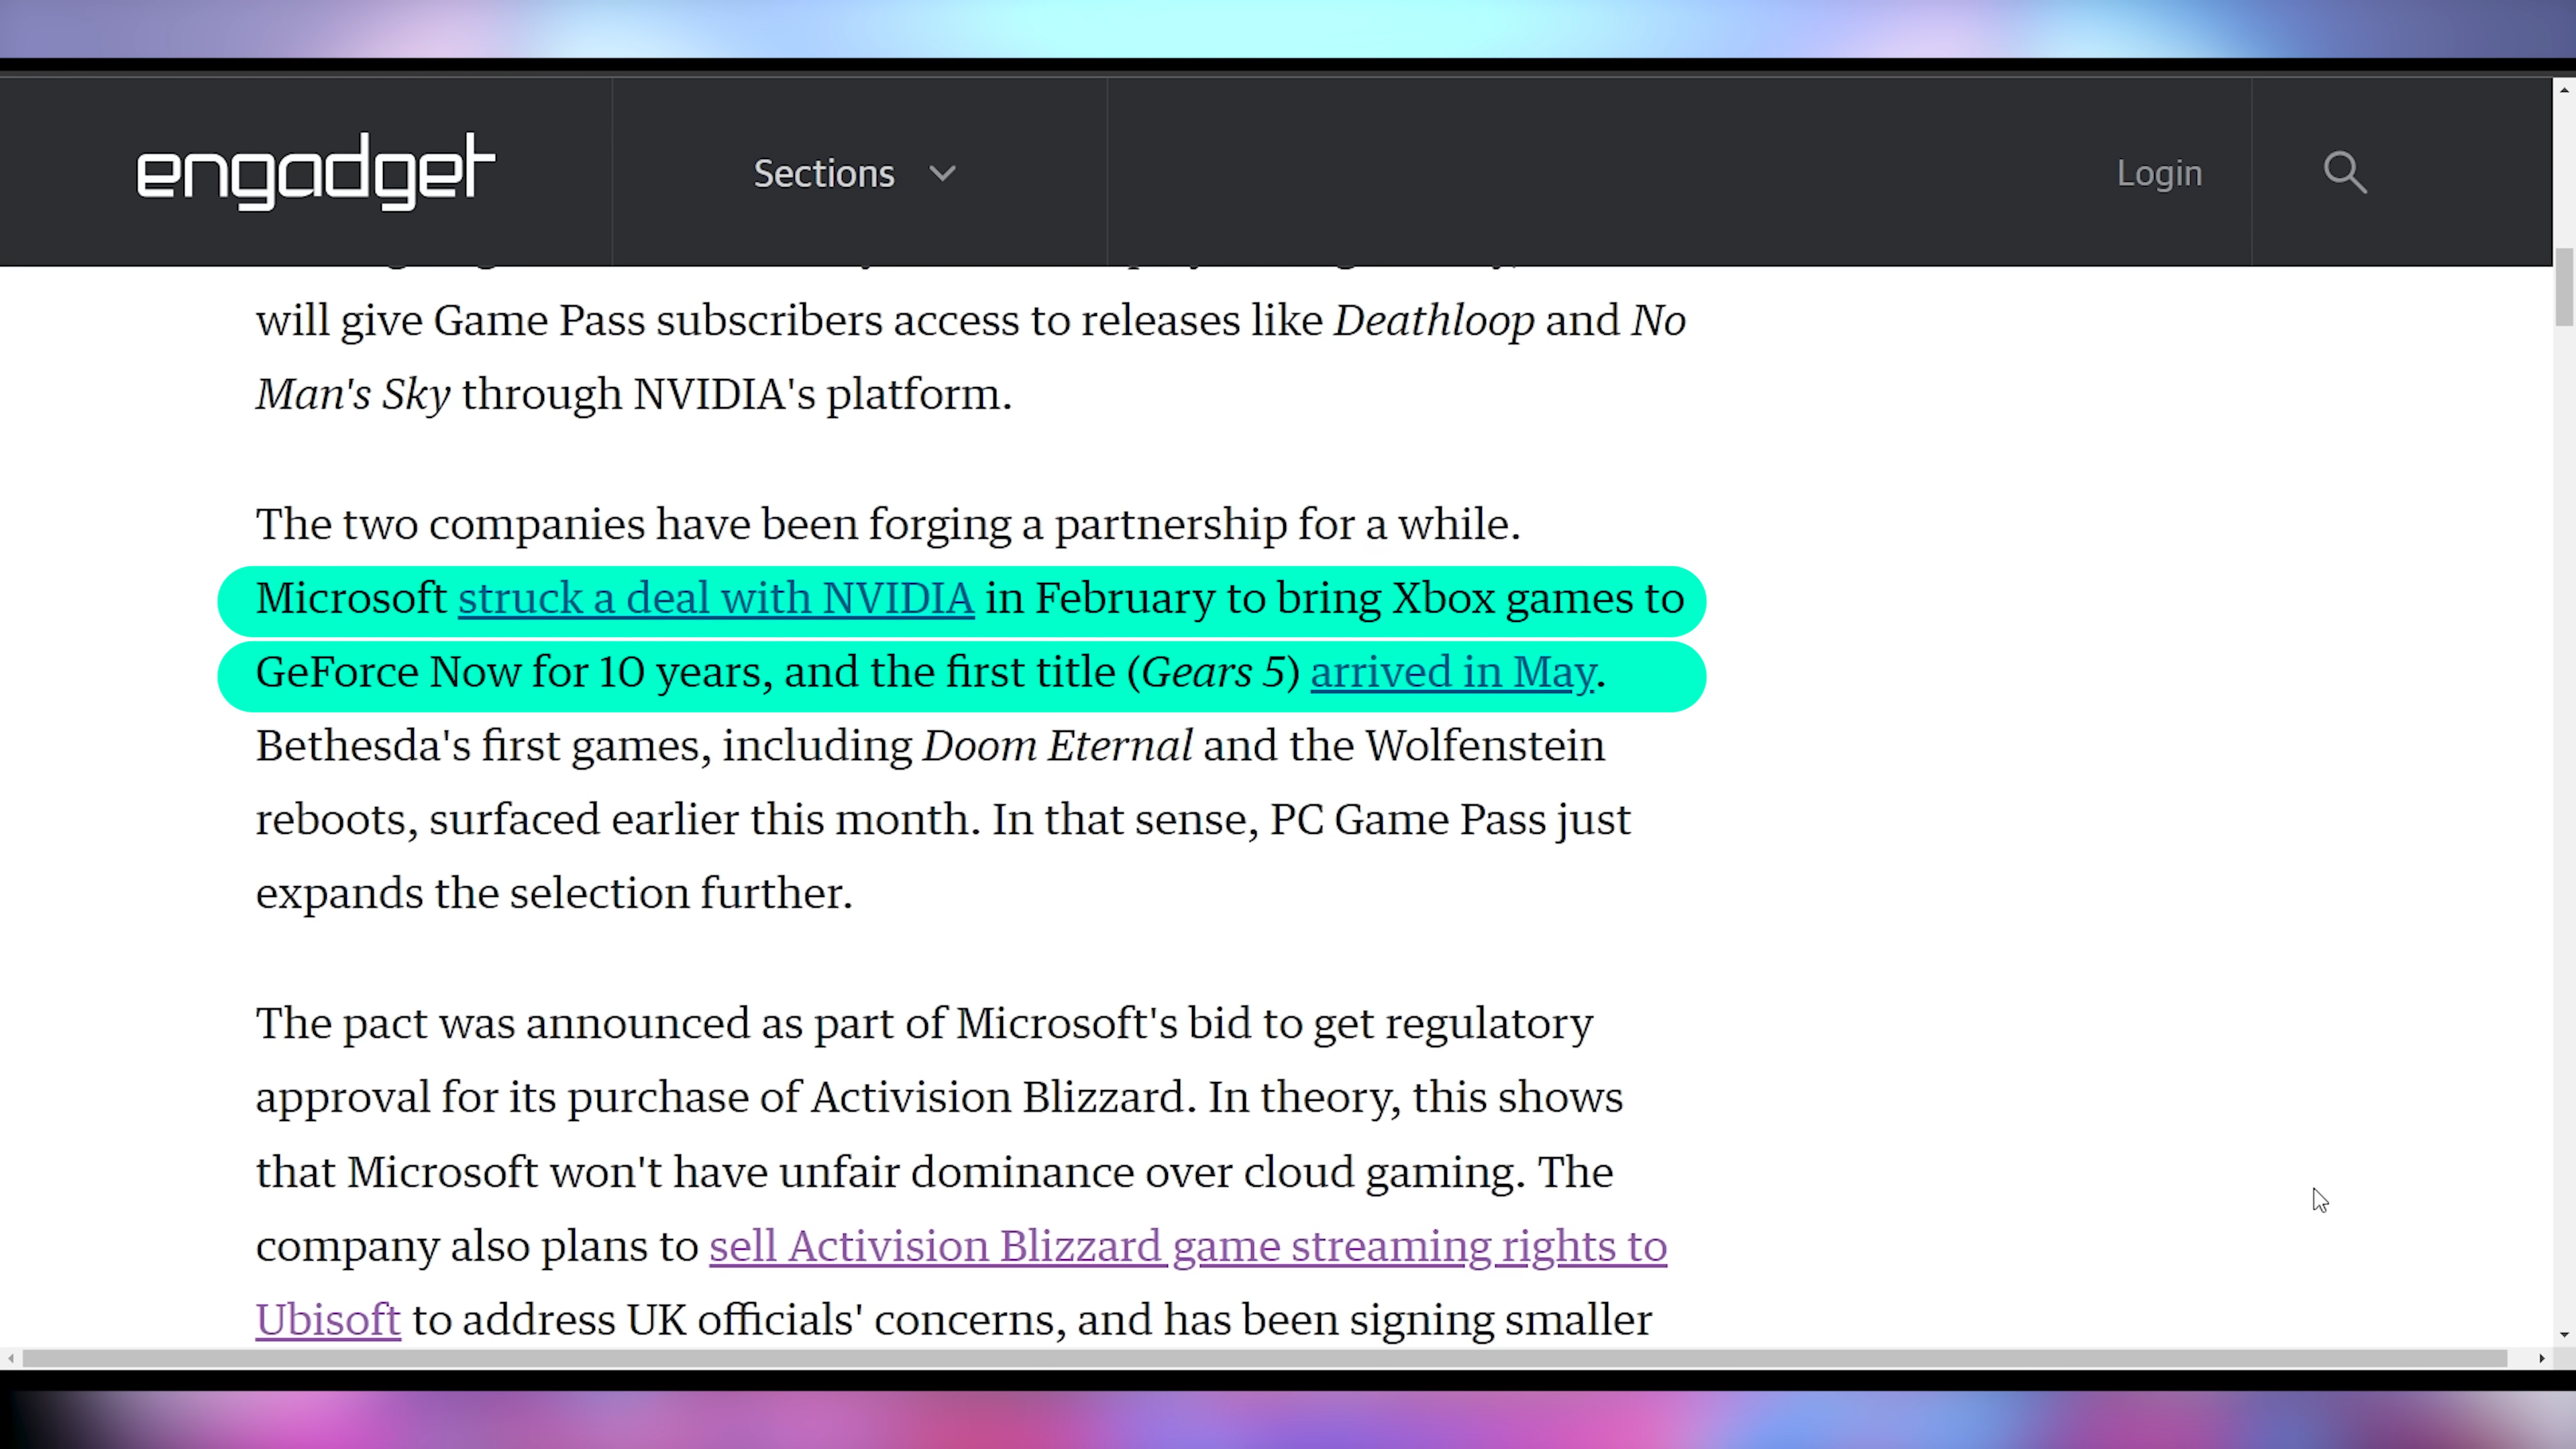 engadget
Sections
Login
will give Game Pass subscribers access to releases like Deathloop and No
Man's Sky through NVIDIA's platform.
The two companies have been forging a partnership for a while.
Microsoft struck a deal with NVIDIA in February to bring Xbox games to
GeForce Now for 10 years, and the first title (Gears 5) arrived in May.
Bethesda's first games, including Doom Eternal and the Wolfenstein
reboots, surfaced earlier this month. In that sense, PC Game Pass just
expands the selection further.
The pact was announced as part of Microsoft's bid to get regulatory
approval for its purchase of Activision Blizzard. In theory, this shows
that Microsoft won't have unfair dominance over cloud gaming. The
company also plans to sell Activision Blizzard game streaming rights to
Ubisoft to address UK officials' concerns, and has been signing smaller